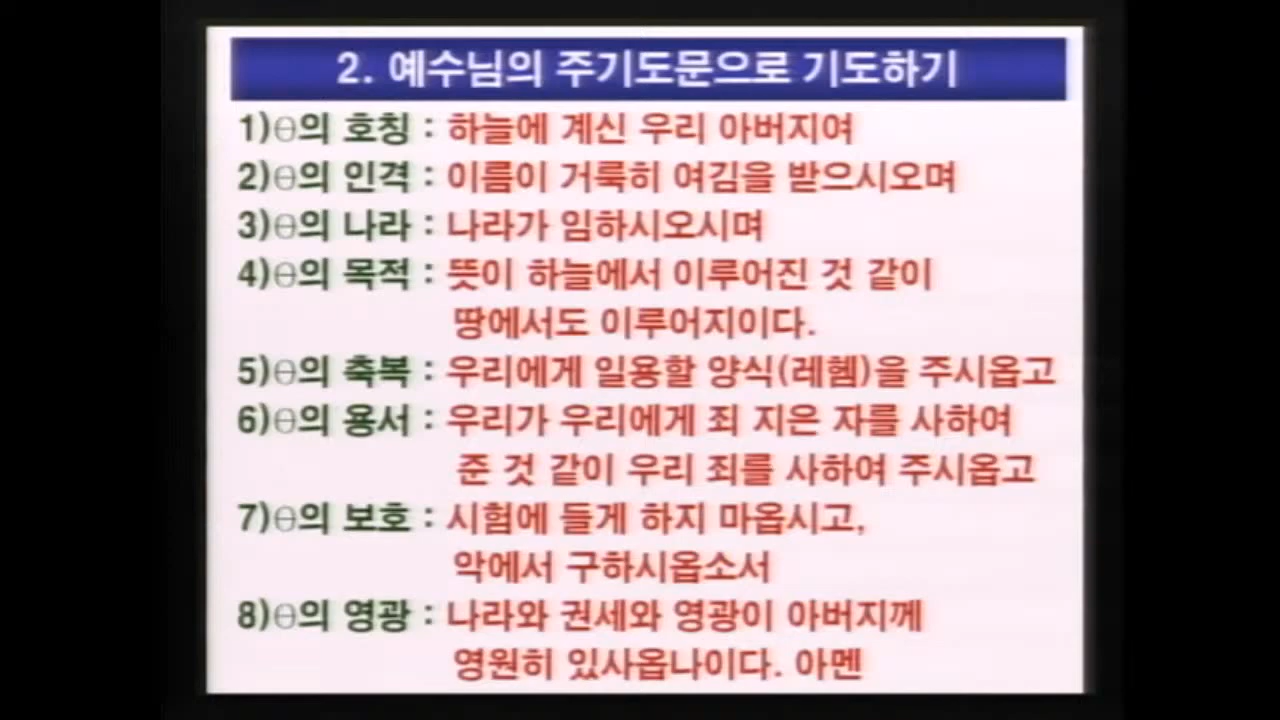 2. 예수님의 주기도문으로 기도하기
1)θ의 호칭 : 하늘에 계신 우리 아버지여
2)θ의 인격 : 이름이 거룩히 여김을 받으시오며
3)θ의 나라 : 나라가 임하시오시며
4)θ의 목적 : 뜻이 하늘에서 이루어진 것 같이
땅에서도 이루어지이다.
5)θ의 축복 : 우리에게 일용할 양식(레헴)을 주시옵고
6)θ의 용서 : 우리가 우리에게 죄 지은 자를 사하여
준 것 같이 우리 죄를 사하여 주시옵고
7)θ의 보호 : 시험에 들게 하지 마옵시고,
악에서 구하시옵소서
8)θ의 영광 : 나라와 권세와 영광이 아버지께
영원히 있사옵나이다. 아멘